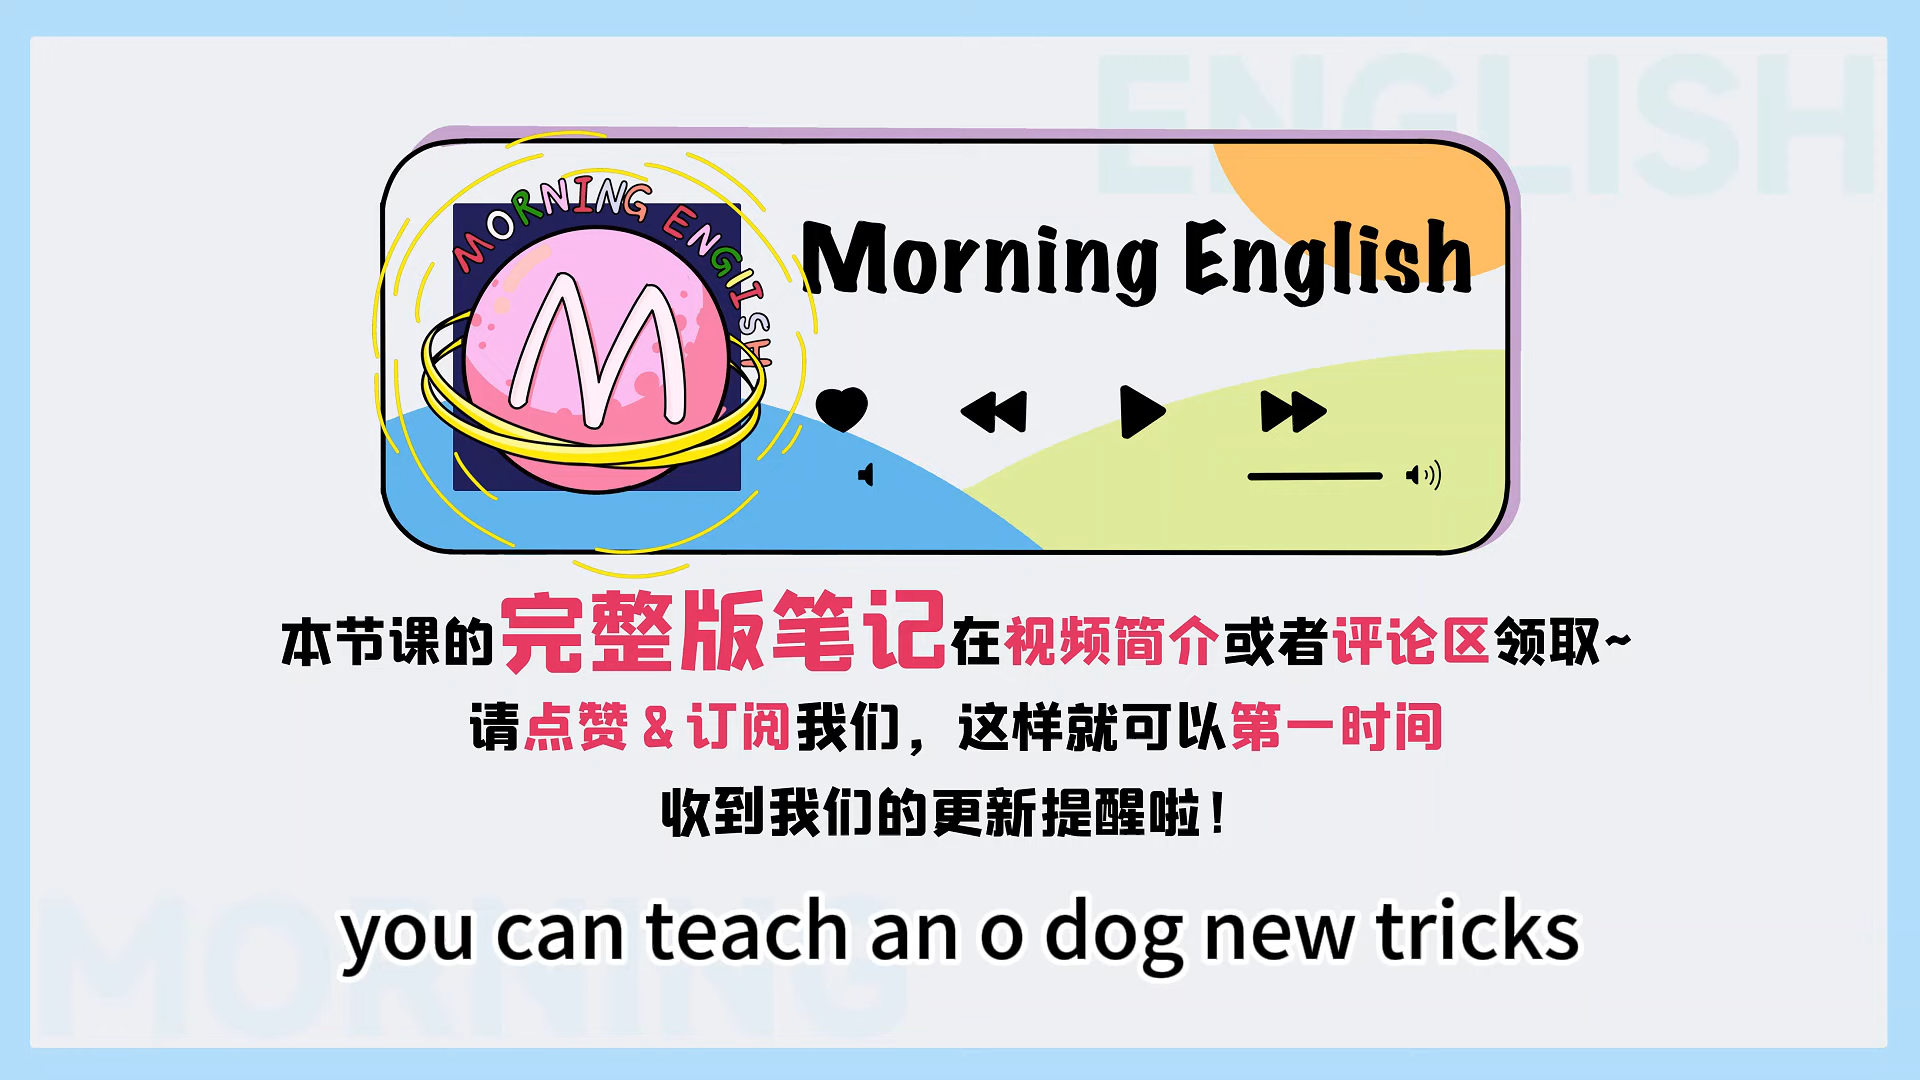 ENGLISH
MORNING ENGLISH
M
Morning English
本节课的完整版笔记在视频简介或者评论区领取~
请点赞&订阅我们，这样就可以第一时间
收到我们的更新提醒啦！
MORNING
you can teach an o dog new tricks